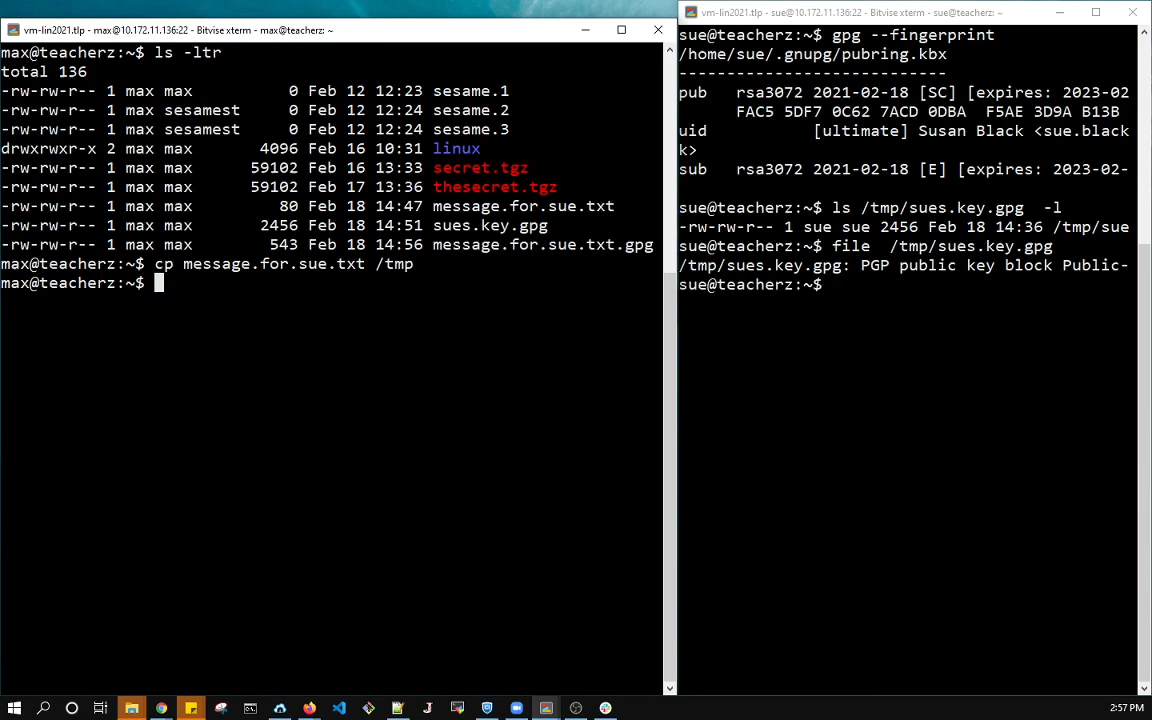 vm-lin2021.tlp - max@10.172.11.136:22 - Bitvise xterm - max@teacherz: ~
max@teacherz:~$ ls -ltr
total 136
-rw-rw-r-- 1 max max          0 Feb 12 12:23 sesame.1
-rw-rw-r-- 1 max sesamest     0 Feb 12 12:24 sesame.2
-rw-rw-r-- 1 max sesamest     0 Feb 12 12:24 sesame.3
drwxrwxr-x 2 max max       4096 Feb 16 10:31 linux
-rw-rw-r-- 1 max max      59102 Feb 16 13:33 secret.tgz
-rw-rw-r-- 1 max max      59102 Feb 17 13:36 thesecret.tgz
-rw-rw-r-- 1 max max         80 Feb 18 14:47 message.for.sue.txt
-rw-rw-r-- 1 max max       2456 Feb 18 14:51 sues.key.gpg
-rw-rw-r-- 1 max max        543 Feb 18 14:56 message.for.sue.txt.gpg
max@teacherz:~$ cp message.for.sue.txt /tmp
max@teacherz:~$
vm-lin2021.tlp - sue@10.172.11.136:22 - Bitvise xterm - sue@teacherz: ~
sue@teacherz:~$ gpg --fingerprint
/home/sue/.gnupg/pubring.kbx
----------------------------
pub   rsa3072 2021-02-18 [SC] [expires: 2023-02
      FAC5 5DF7 0C62 7ACD 0DBA  F5AE 3D9A B13B
uid           [ultimate] Susan Black <sue.black
k>
sub   rsa3072 2021-02-18 [E] [expires: 2023-02-
sue@teacherz:~$ ls /tmp/sues.key.gpg  -l
-rw-rw-r-- 1 sue sue 2456 Feb 18 14:36 /tmp/sue
sue@teacherz:~$ file  /tmp/sues.key.gpg
/tmp/sues.key.gpg: PGP public key block Public-
sue@teacherz:~$
2:57 PM